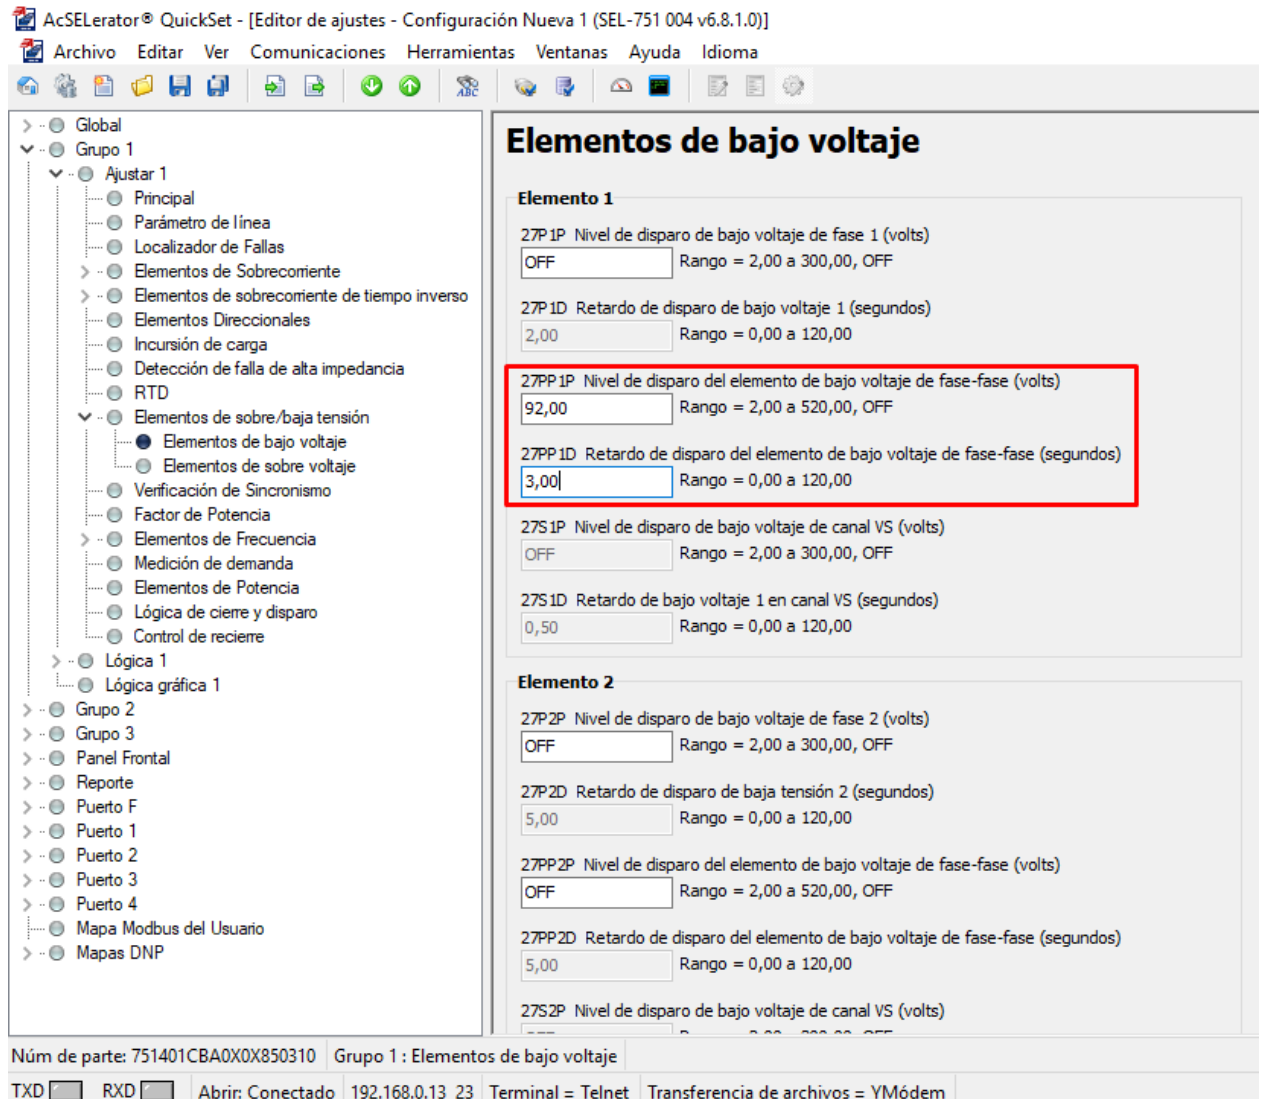 AcSELerator® QuickSet - [Editor de ajustes - Configuración Nueva 1 (SEL-751 004 v6.8.1.0)]
Archivo Editar Ver Comunicaciones Herramientas Ventanas Ayuda Idioma
Global
Grupo 1
Ajustar 1
Principal
Parámetro de línea
Localizador de Fallas
Elementos de Sobrecorriente
Elementos de sobrecorriente de tiempo inverso
Elementos Direccionales
Incursión de carga
Detección de falla de alta impedancia
RTD
Elementos de sobre/baja tensión
Elementos de bajo voltaje
Elementos de sobre voltaje
Verificación de Sincronismo
Factor de Potencia
Elementos de Frecuencia
Medición de demanda
Elementos de Potencia
Lógica de cierre y disparo
Control de recierre
Lógica 1
Lógica gráfica 1
Grupo 2
Grupo 3
Panel Frontal
Reporte
Puerto F
Puerto 1
Puerto 2
Puerto 3
Puerto 4
Mapa Modbus del Usuario
Mapas DNP
Elementos de bajo voltaje
Elemento 1
27P1P Nivel de disparo de bajo voltaje de fase 1 (volts)
OFF Rango = 2,00 a 300,00, OFF
27P1D Retardo de disparo de bajo voltaje 1 (segundos)
2,00 Rango = 0,00 a 120,00
27PP1P Nivel de disparo del elemento de bajo voltaje de fase-fase (volts)
92,00 Rango = 2,00 a 520,00, OFF
27PP1D Retardo de disparo del elemento de bajo voltaje de fase-fase (segundos)
3,00 Rango = 0,00 a 120,00
27S1P Nivel de disparo de bajo voltaje de canal VS (volts)
OFF Rango = 2,00 a 300,00, OFF
27S1D Retardo de bajo voltaje 1 en canal VS (segundos)
0,50 Rango = 0,00 a 120,00
Elemento 2
27P2P Nivel de disparo de bajo voltaje de fase 2 (volts)
OFF Rango = 2,00 a 300,00, OFF
27P2D Retardo de disparo de baja tensión 2 (segundos)
5,00 Rango = 0,00 a 120,00
27PP2P Nivel de disparo del elemento de bajo voltaje de fase-fase (volts)
OFF Rango = 2,00 a 520,00, OFF
27PP2D Retardo de disparo del elemento de bajo voltaje de fase-fase (segundos)
5,00 Rango = 0,00 a 120,00
27S2P Nivel de disparo de bajo voltaje de canal VS (volts)
Núm de parte: 751401CBA0X0X850310 Grupo 1 : Elementos de bajo voltaje
TXD RXD Abrir: Conectado 192.168.0.13 23 Terminal = Telnet Transferencia de archivos = YMódem